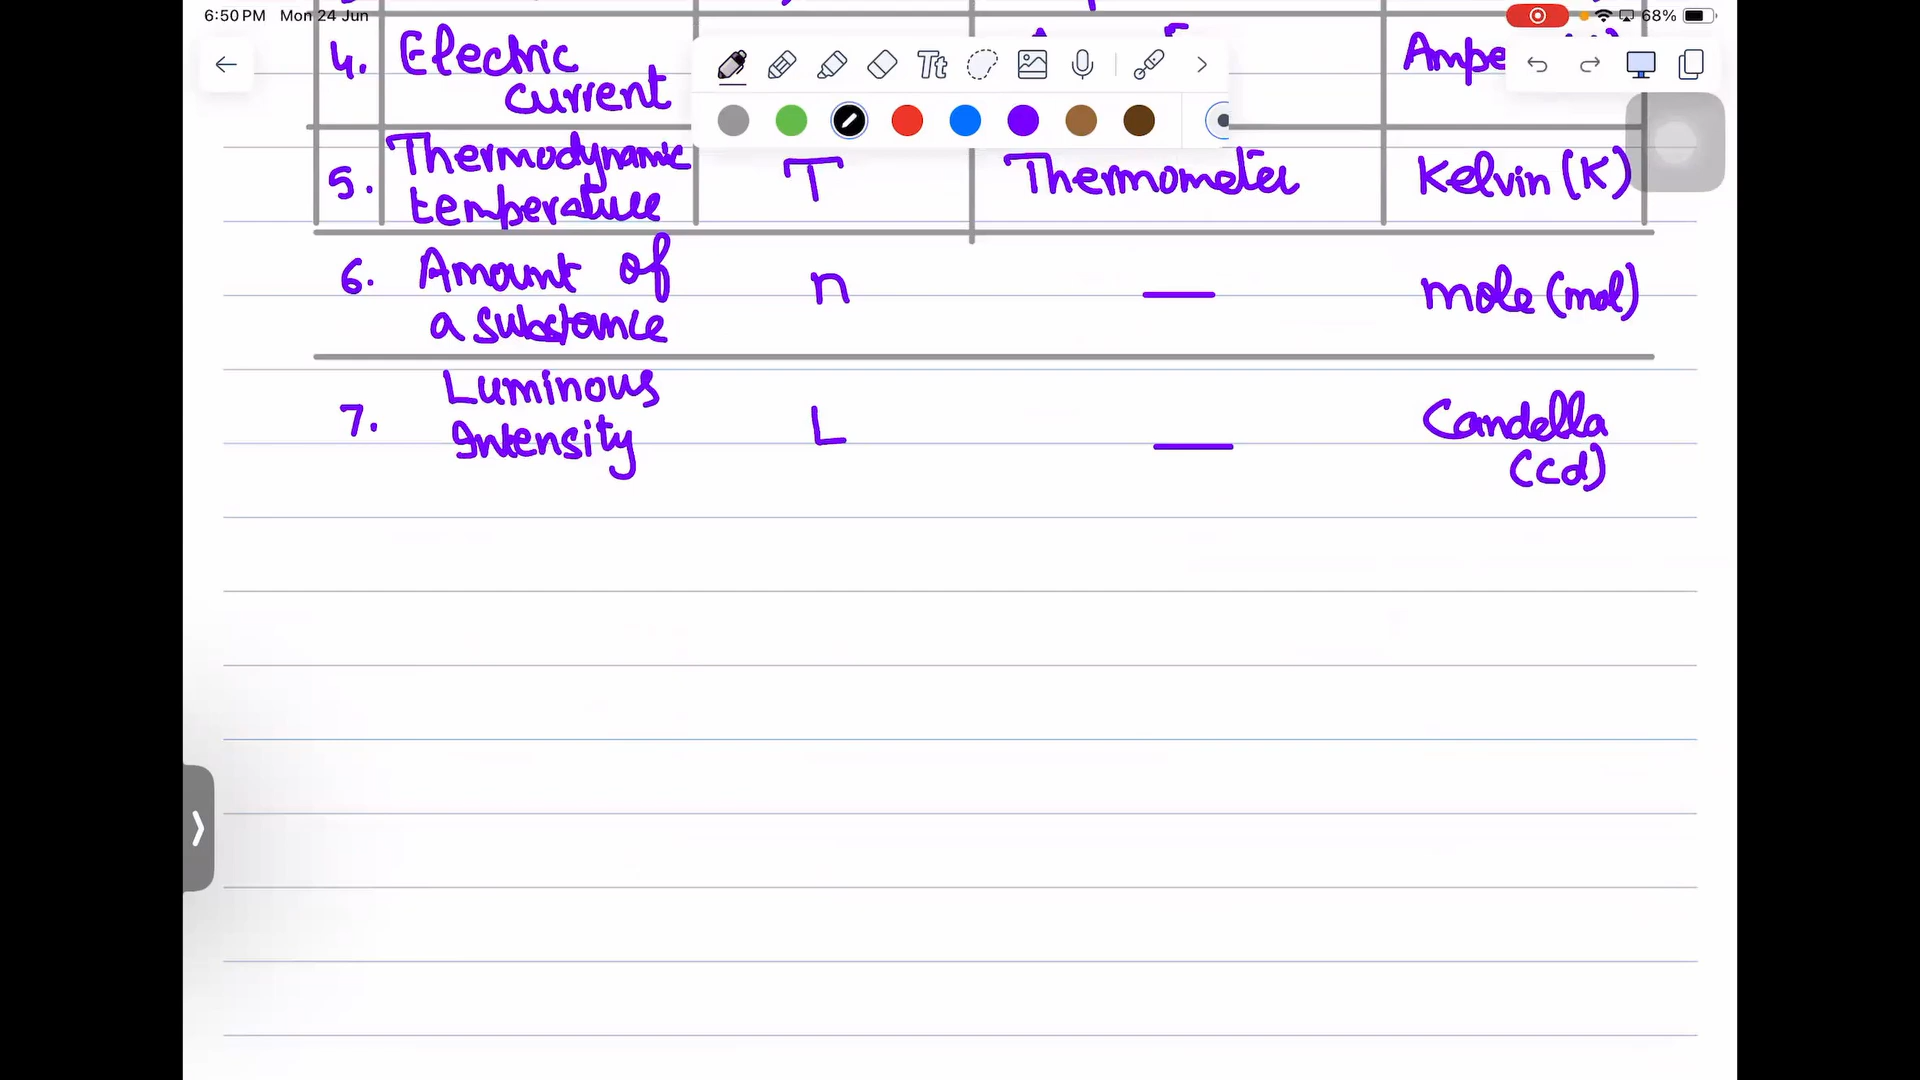 6:50 PM Mon 24 Jun 68%
4. Electric
current
Tt
5. Thermodynamic
temperature T Thermometer Kelvin (K)
6. Amount of
a substance n — mole (mol)
7. Luminous
Intensity L — Candella
(cd)